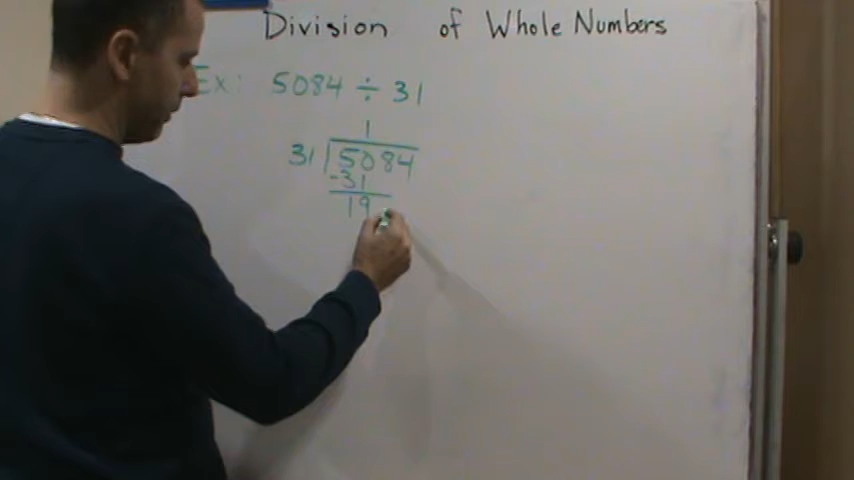 Division of Whole Numbers
Ex: 5084 ÷ 31
1
31 5084
-31
19